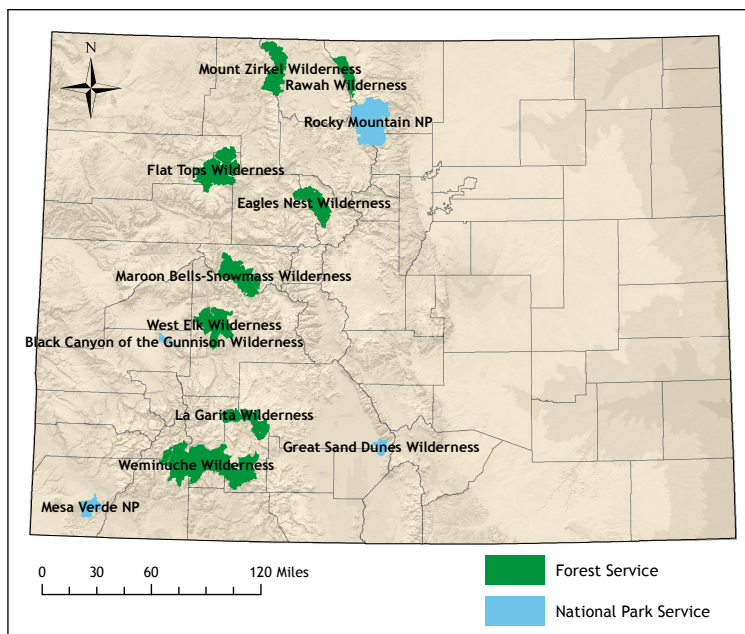 N
Mount Zirkel Wilderness
Rawah Wilderness
Rocky Mountain NP
Flat Tops Wilderness
Eagles Nest Wilderness
Maroon Bells-Snowmass Wilderness
West Elk Wilderness
Black Canyon of the Gunnison Wilderness
La Garita Wilderness
Great Sand Dunes Wilderness
Weminuche Wilderness
Mesa Verde NP
0 30 60 120 Miles
Forest Service
National Park Service